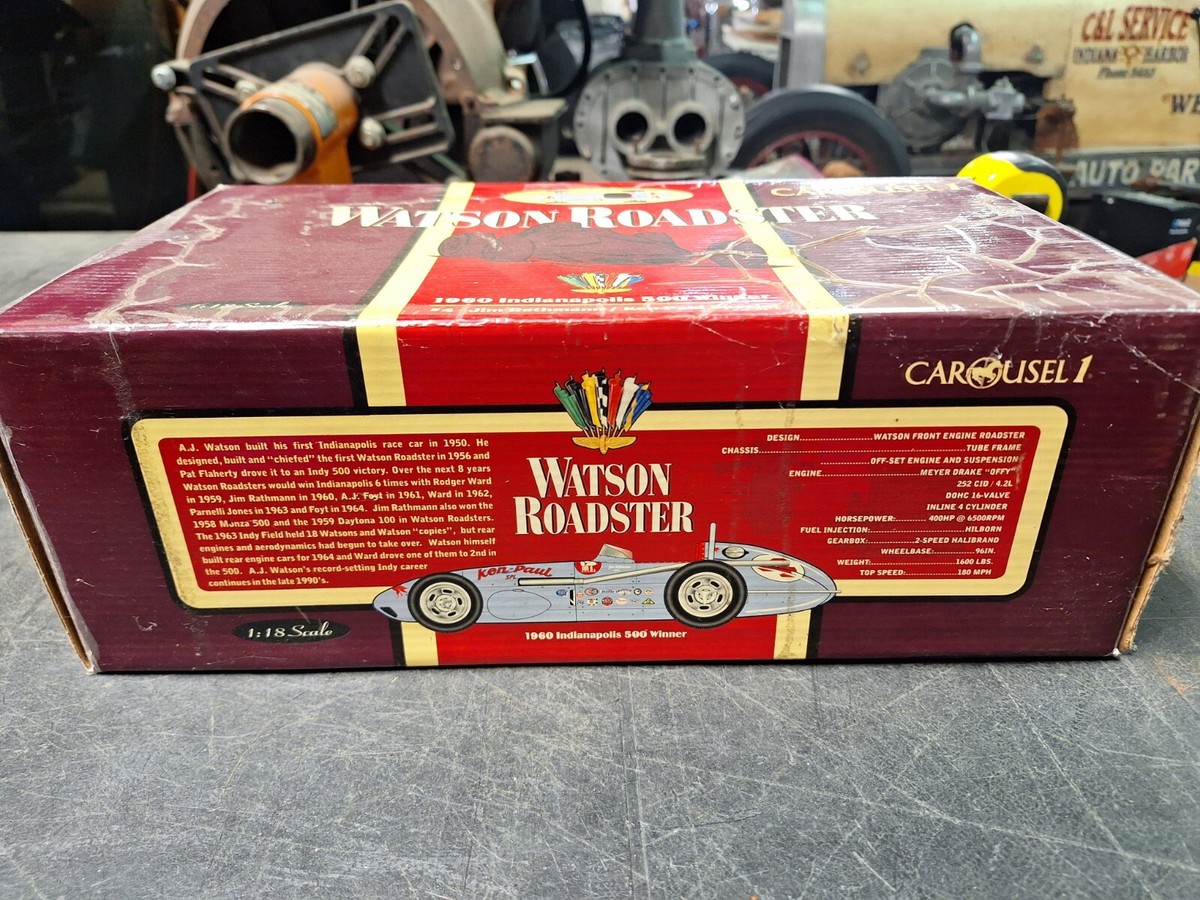 C&L SERVICE
INDIANA HARBOR
Phone
AUTO PAR
CAROUSEL 1
WATSON ROADSTER
1:18 Scale
1960 Indianapolis 500 Winner
Jim Rathmann /
CAROUSEL 1
A.J. Watson built his first Indianapolis race car in 1950. He
designed, built and "chiefed" the first Watson Roadster in 1956 and
Pat Flaherty drove it to an Indy 500 victory. Over the next 8 years
Watson Roadsters would win Indianapolis 6 times with Rodger Ward
in 1959, Jim Rathmann in 1960, A.J. Foyt in 1961, Ward in 1962,
Parnelli Jones in 1963 and Foyt in 1964. Jim Rathmann also won the
1958 Monza 500 and the 1959 Daytona 100 in Watson Roadsters.
The 1963 Indy Field held 18 Watsons and Watson "copies", but rear
engines and aerodynamics had begun to take over. Watson himself
built rear engine cars for 1964 and Ward drove one of them to 2nd in
the 500. A.J. Watson's record-setting Indy career
continues in the late 1990's.
WATSON
ROADSTER
DESIGN..........................WATSON FRONT ENGINE ROADSTER
CHASSIS..........................TUBE FRAME
..........................OFF-SET ENGINE AND SUSPENSION
ENGINE..........................MEYER DRAKE "OFFY"
252 CID / 4.2L
DOHC 16-VALVE
INLINE 4 CYLINDER
HORSEPOWER:...........400HP @ 6500RPM
FUEL INJECTION:..................HILBORN
GEARBOX:............2-SPEED HALIBRAND
WHEELBASE:.......................96IN.
WEIGHT:....................1600 LBS.
TOP SPEED:....................180 MPH
Ken-Paul
SPL
1:18 Scale
1960 Indianapolis 500 Winner